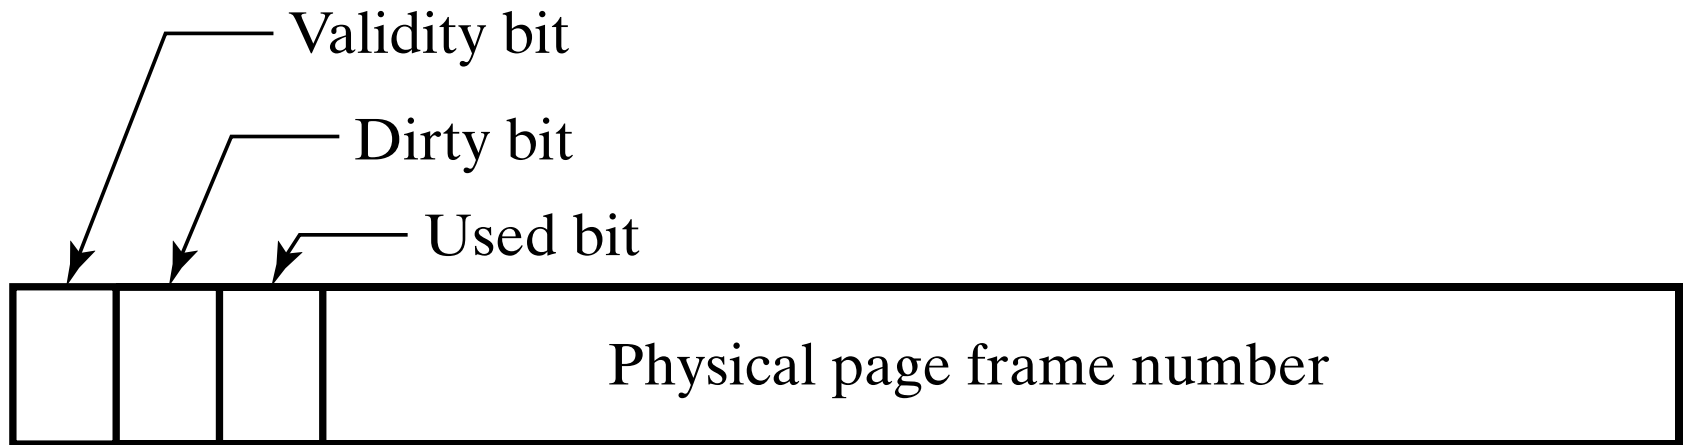 Validity bit
Dirty bit
Used bit
Physical page frame number